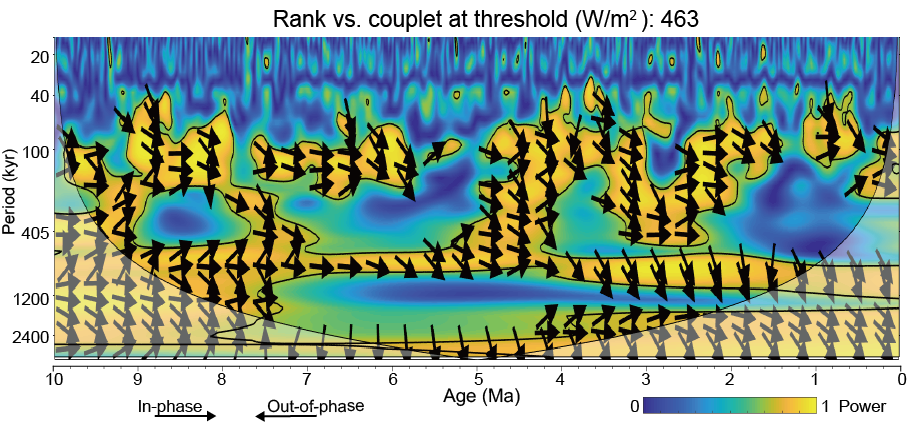 Rank vs. couplet at threshold (W/m²): 463
Period (kyr)
20
40
100
405
1200
2400
10 9 8 7 6 5 4 3 2 1 0
Age (Ma)
In-phase Out-of-phase
0 1 Power